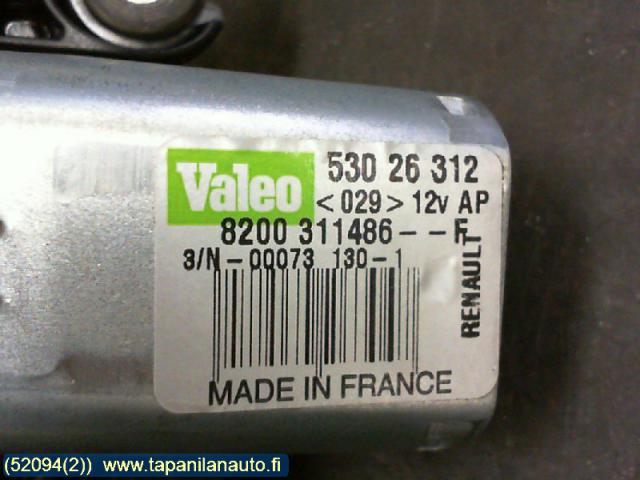 Valeo
530 26 312
<029> 12v AP
8200 311486--F
RENAULT
3/N-00073 130-1
MADE IN FRANCE
(52094(2)) www.tapanilanauto.fi